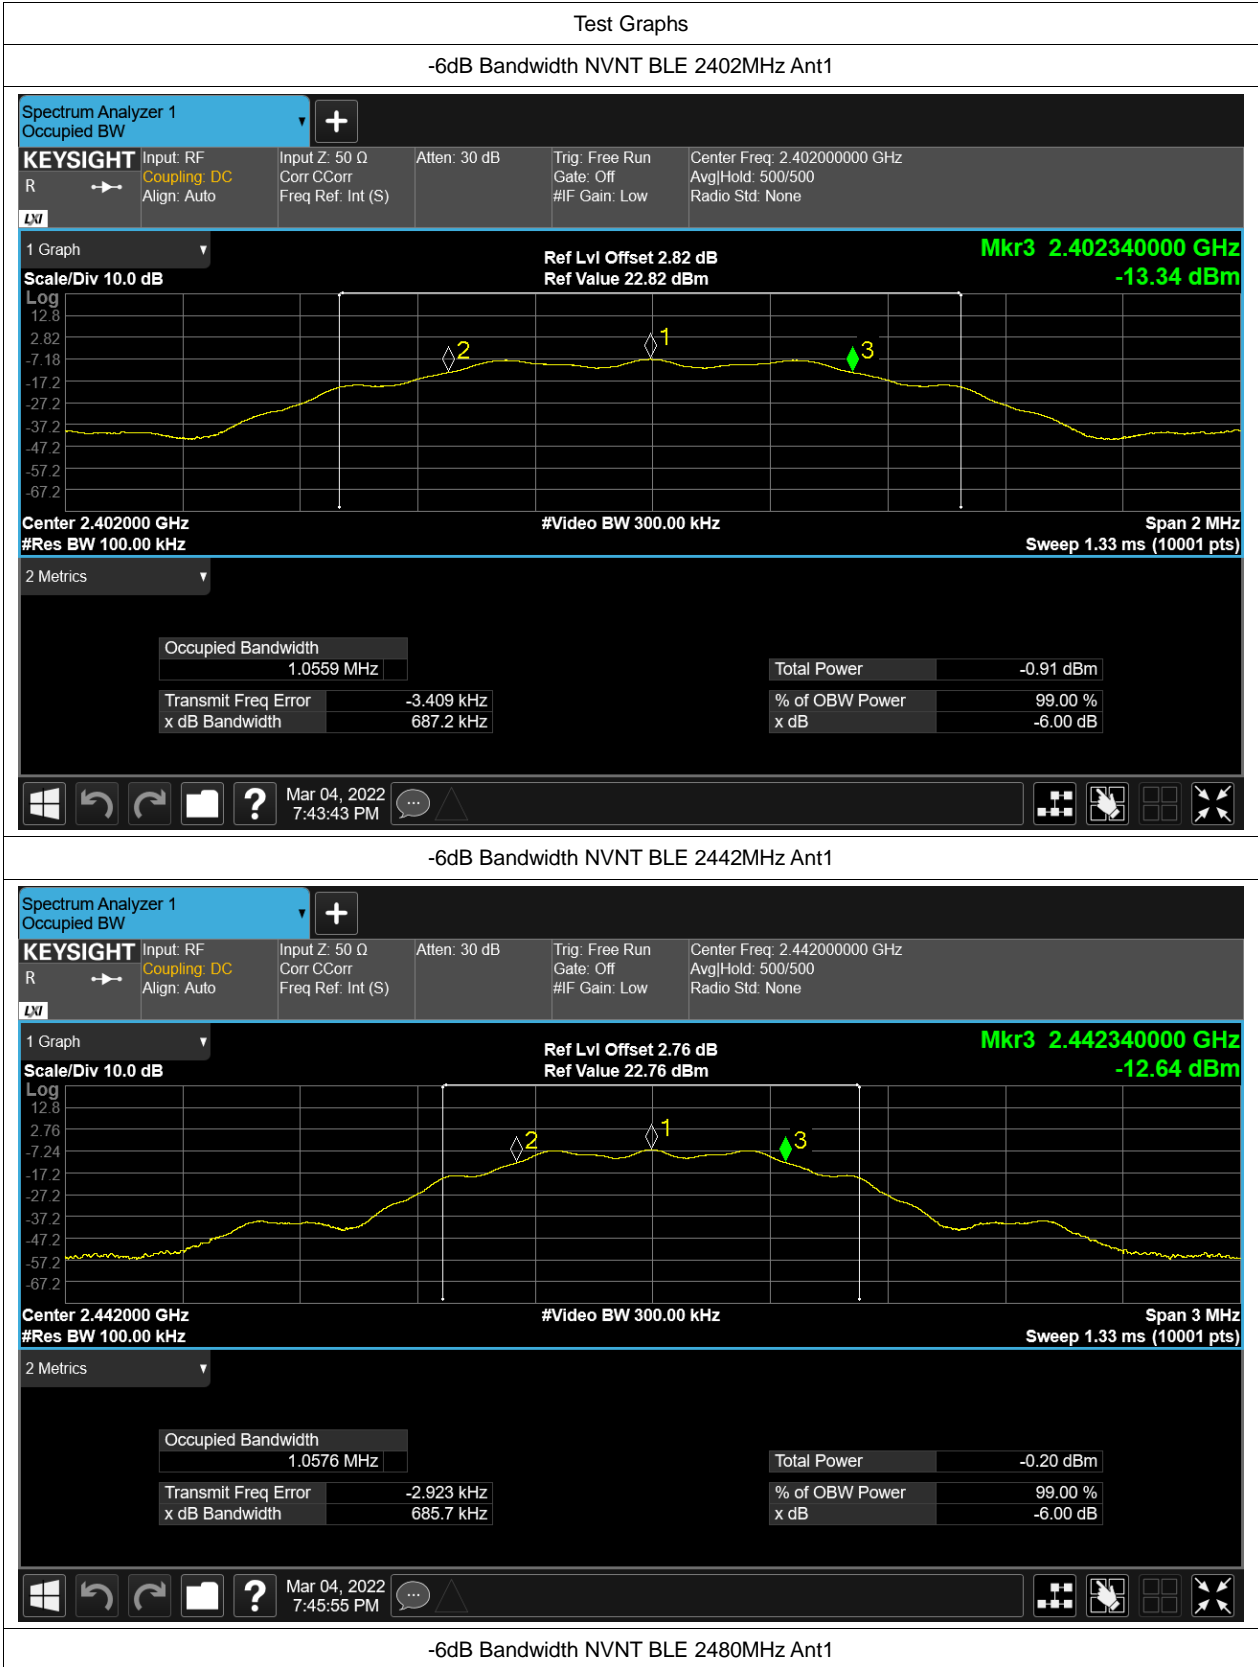 Test Graphs
-6dB Bandwidth NVNT BLE 2402MHz Ant1
Spectrum Analyzer 1
Occupied BW
KEYSIGHT Input: RF Input Z: 50 Ω Atten: 30 dB Trig: Free Run Center Freq: 2.402000000 GHz
R Coupling: DC Corr CCorr Gate: Off Avg|Hold: 500/500
Align: Auto Freq Ref: Int (S) #IF Gain: Low Radio Std: None
LXI
1 Graph Ref Lvl Offset 2.82 dB Mkr3 2.402340000 GHz
Scale/Div 10.0 dB Ref Value 22.82 dBm -13.34 dBm
Log
12.8
2.82
-7.18
-17.2
-27.2
-37.2
-47.2
-57.2
-67.2
2 1 3
Center 2.402000 GHz #Video BW 300.00 kHz Span 2 MHz
#Res BW 100.00 kHz Sweep 1.33 ms (10001 pts)
2 Metrics
Occupied Bandwidth
1.0559 MHz Total Power -0.91 dBm
Transmit Freq Error -3.409 kHz % of OBW Power 99.00 %
x dB Bandwidth 687.2 kHz x dB -6.00 dB
? Mar 04, 2022
7:43:43 PM
-6dB Bandwidth NVNT BLE 2442MHz Ant1
Spectrum Analyzer 1
Occupied BW
KEYSIGHT Input: RF Input Z: 50 Ω Atten: 30 dB Trig: Free Run Center Freq: 2.442000000 GHz
R Coupling: DC Corr CCorr Gate: Off Avg|Hold: 500/500
Align: Auto Freq Ref: Int (S) #IF Gain: Low Radio Std: None
LXI
1 Graph Ref Lvl Offset 2.76 dB Mkr3 2.442340000 GHz
Scale/Div 10.0 dB Ref Value 22.76 dBm -12.64 dBm
Log
12.8
2.76
-7.24
-17.2
-27.2
-37.2
-47.2
-57.2
-67.2
2 1 3
Center 2.442000 GHz #Video BW 300.00 kHz Span 3 MHz
#Res BW 100.00 kHz Sweep 1.33 ms (10001 pts)
2 Metrics
Occupied Bandwidth
1.0576 MHz Total Power -0.20 dBm
Transmit Freq Error -2.923 kHz % of OBW Power 99.00 %
x dB Bandwidth 685.7 kHz x dB -6.00 dB
? Mar 04, 2022
7:45:55 PM
-6dB Bandwidth NVNT BLE 2480MHz Ant1